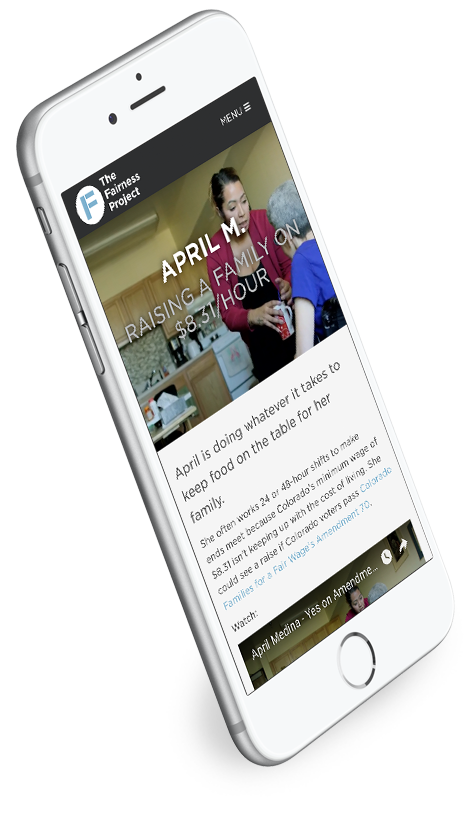 MENU
The
Fairness
Project
APRIL M.
RAISING A FAMILY ON
$8.31/HOUR
April is doing whatever it takes to
keep food on the table for her
family.
She often works 24 or 48-hour shifts to make
ends meet because Colorado's minimum wage of
$8.31 isn't keeping up with the cost of living. She
could see a raise if Colorado voters pass Colorado
Families for a Fair Wage's Amendment 70.
Watch:
April Medina - Yes on Amendme...